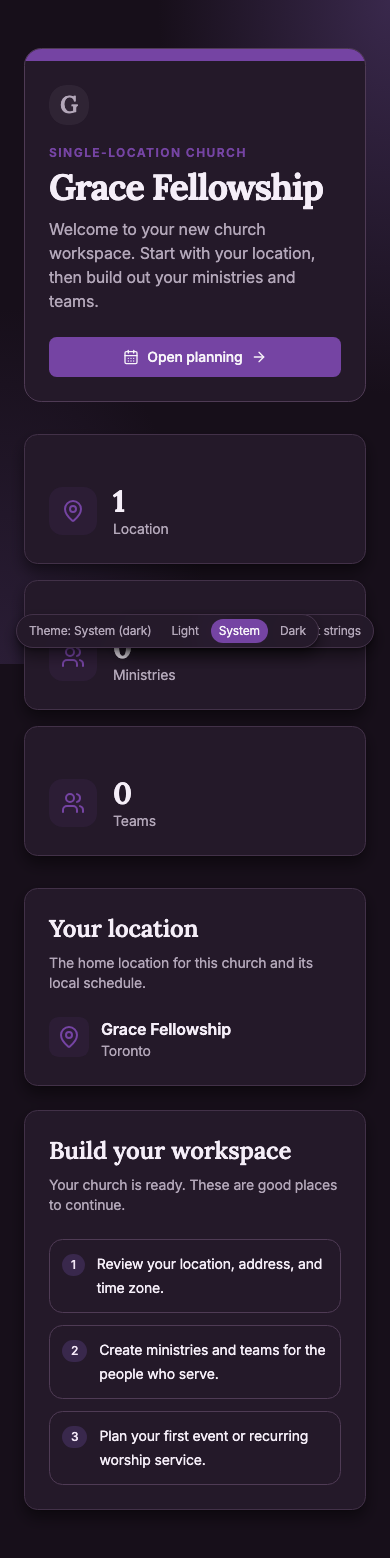 G
SINGLE-LOCATION CHURCH
Grace Fellowship
Welcome to your new church
workspace. Start with your location,
then build out your ministries and
teams.
Open planning
1
Location
Theme: System (dark) Light System Dark strings
0
Ministries
0
Teams
Your location
The home location for this church and its
local schedule.
Grace Fellowship
Toronto
Build your workspace
Your church is ready. These are good places
to continue.
1 Review your location, address, and
time zone.
2 Create ministries and teams for the
people who serve.
3 Plan your first event or recurring
worship service.